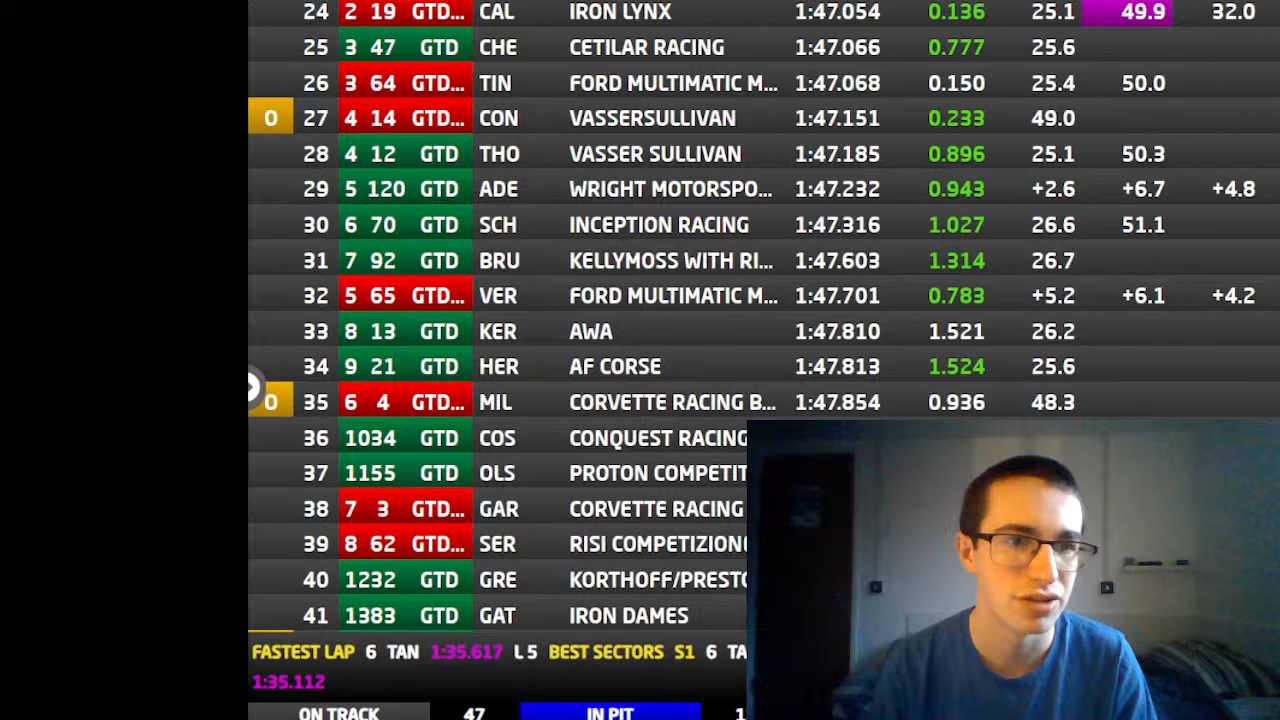 24 2 19 GTD... CAL IRON LYNX 1:47.054 0.136 25.1 49.9 32.0
25 3 47 GTD CHE CETILAR RACING 1:47.066 0.777 25.6
26 3 64 GTD... TIN FORD MULTIMATIC M... 1:47.068 0.150 25.4 50.0
O 27 4 14 GTD... CON VASSERSULLIVAN 1:47.151 0.233 49.0
28 4 12 GTD THO VASSER SULLIVAN 1:47.185 0.896 25.1 50.3
29 5 120 GTD ADE WRIGHT MOTORSPO... 1:47.232 0.943 +2.6 +6.7 +4.8
30 6 70 GTD SCH INCEPTION RACING 1:47.316 1.027 26.6 51.1
31 7 92 GTD BRU KELLYMOSS WITH RI... 1:47.603 1.314 26.7
32 5 65 GTD... VER FORD MULTIMATIC M... 1:47.701 0.783 +5.2 +6.1 +4.2
33 8 13 GTD KER AWA 1:47.810 1.521 26.2
34 9 21 GTD HER AF CORSE 1:47.813 1.524 25.6
O 35 6 4 GTD... MIL CORVETTE RACING B... 1:47.854 0.936 48.3
36 10 34 GTD COS CONQUEST RACING
37 11 55 GTD OLS PROTON COMPETIT
38 7 3 GTD... GAR CORVETTE RACING
39 8 62 GTD... SER RISI COMPETIZION
40 12 32 GTD GRE KORTHOFF/PRESTO
41 13 83 GTD GAT IRON DAMES
FASTEST LAP 6 TAN 1:35.617 L 5 BEST SECTORS S1 6 TA
1:35.112
ON TRACK 47 IN PIT 1